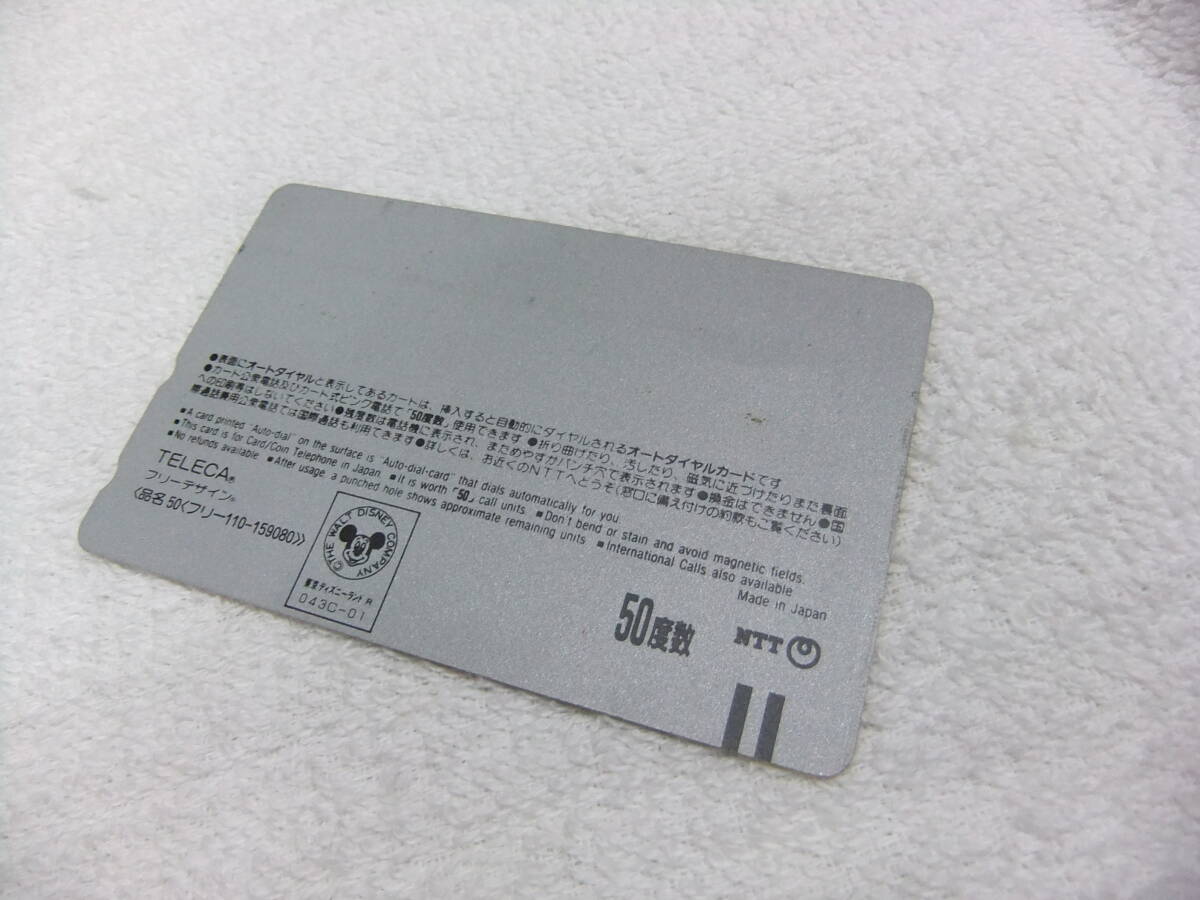 ●表面にオートダイヤルと表示してあるカートは、挿入すると自動的にダイヤルされるオートダイヤルカードです
●カート公衆電話及びカート式ピンク電話で「50度数」使用できます ●折り曲げたり、汚したり、磁気に近づけたりまた裏面
への印刷等はしないでください●残度数は電話機に表示され、まためやすがパンチ穴で表示されます●換金はできません●国
際通話兼用公衆電話では国際通話も利用できます●詳しくは、お近くのNTTへどうぞ(窓口に備え付けの約款もご覧ください)
■A card printed "Auto-dial" on the surface is "Auto-dial-card" that dials automatically for you.
■This card is for Card/Coin Telephone in Japan. ■It is worth "50" call units. ■Don't bend or stain and avoid magnetic fields.
■No refunds available. ■After usage, a punched hole shows approximate remaining units ■International Calls also available
Made in Japan
TELECA®
フリーデザイン®
〈品名 50〈フリー110-159080〉〉
©THE WALT DISNEY COMPANY
東京ディズニーランド R
043C-01
50度数
NTT